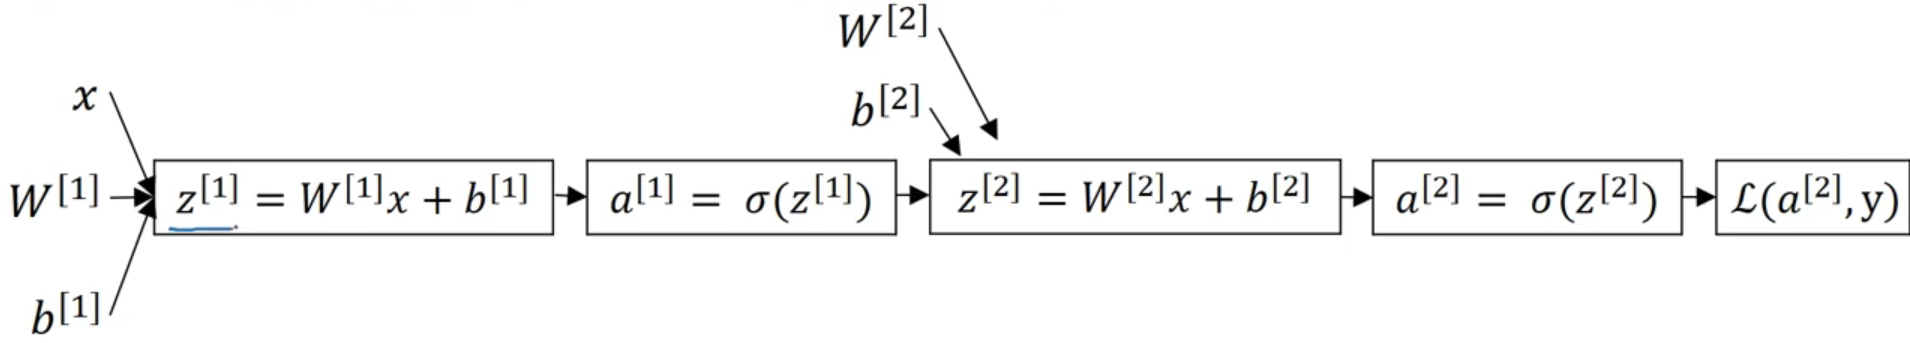 W^[2]
b^[2]
x
W^[1]
b^[1]
z^[1] = W^[1]x + b^[1]
a^[1] = σ(z^[1])
z^[2] = W^[2]x + b^[2]
a^[2] = σ(z^[2])
ℒ(a^[2], y)